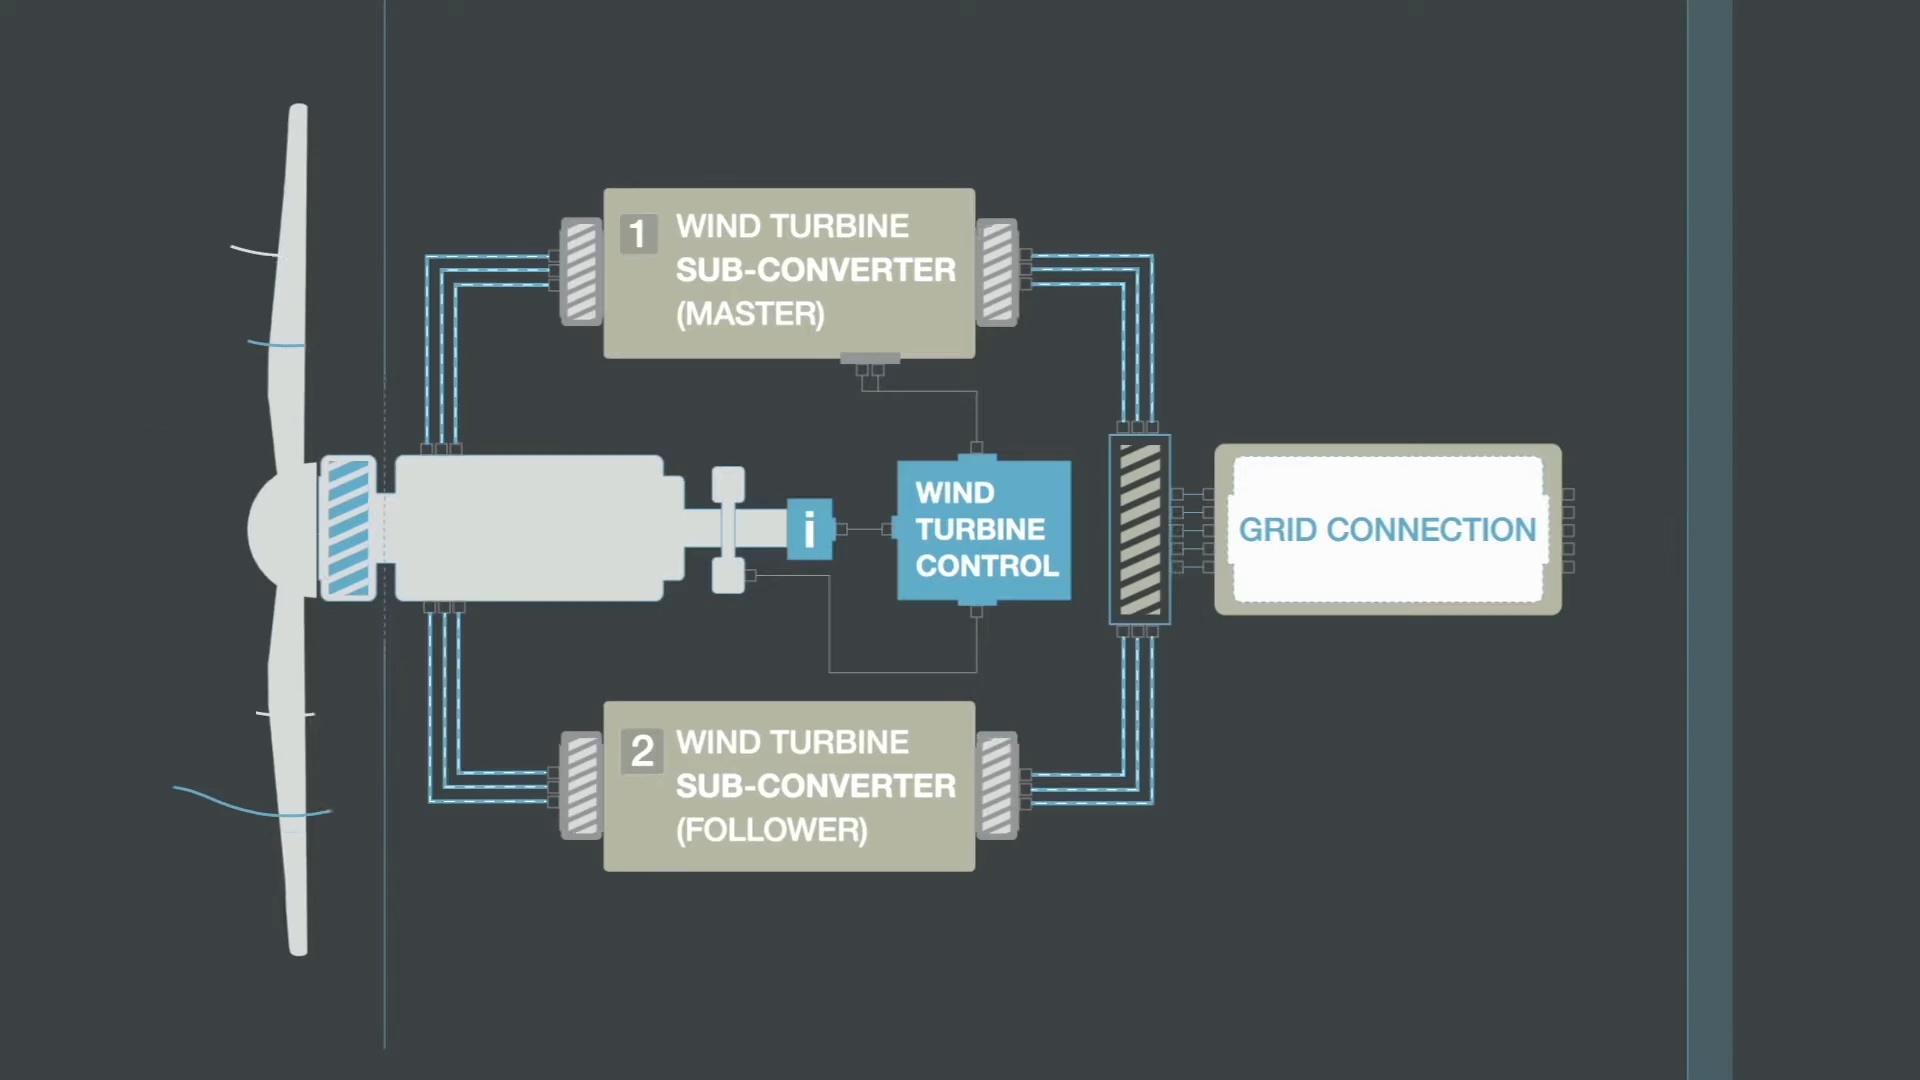 1
WIND TURBINE
SUB-CONVERTER
(MASTER)
i
WIND
TURBINE
CONTROL
GRID CONNECTION
2
WIND TURBINE
SUB-CONVERTER
(FOLLOWER)